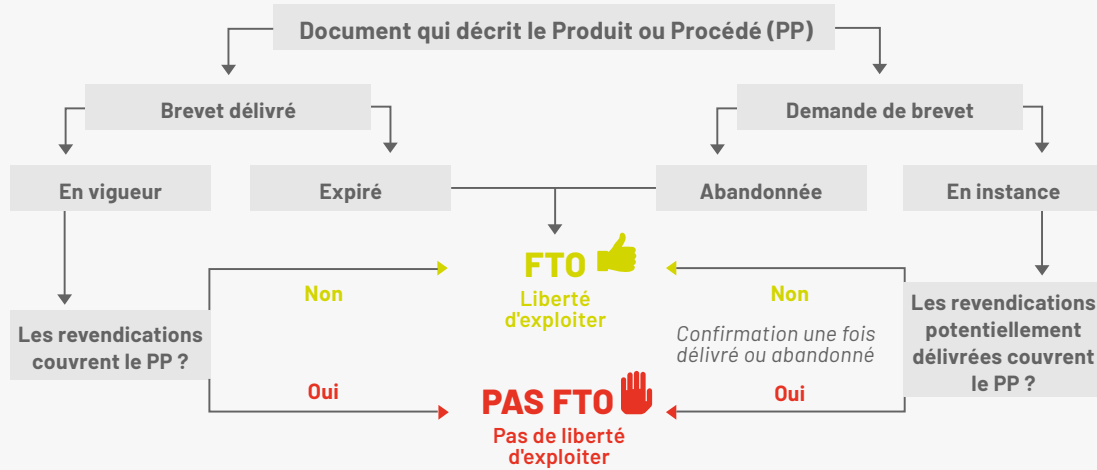 Document qui décrit le Produit ou Procédé (PP)
Brevet délivré
Demande de brevet
En vigueur
Expiré
Abandonnée
En instance
FTO
Liberté
d'exploiter
Non
Non
Les revendications
couvrent le PP ?
Confirmation une fois
délivré ou abandonné
Les revendications
potentiellement
délivrées couvrent
le PP ?
Oui
Oui
PAS FTO
Pas de liberté
d'exploiter